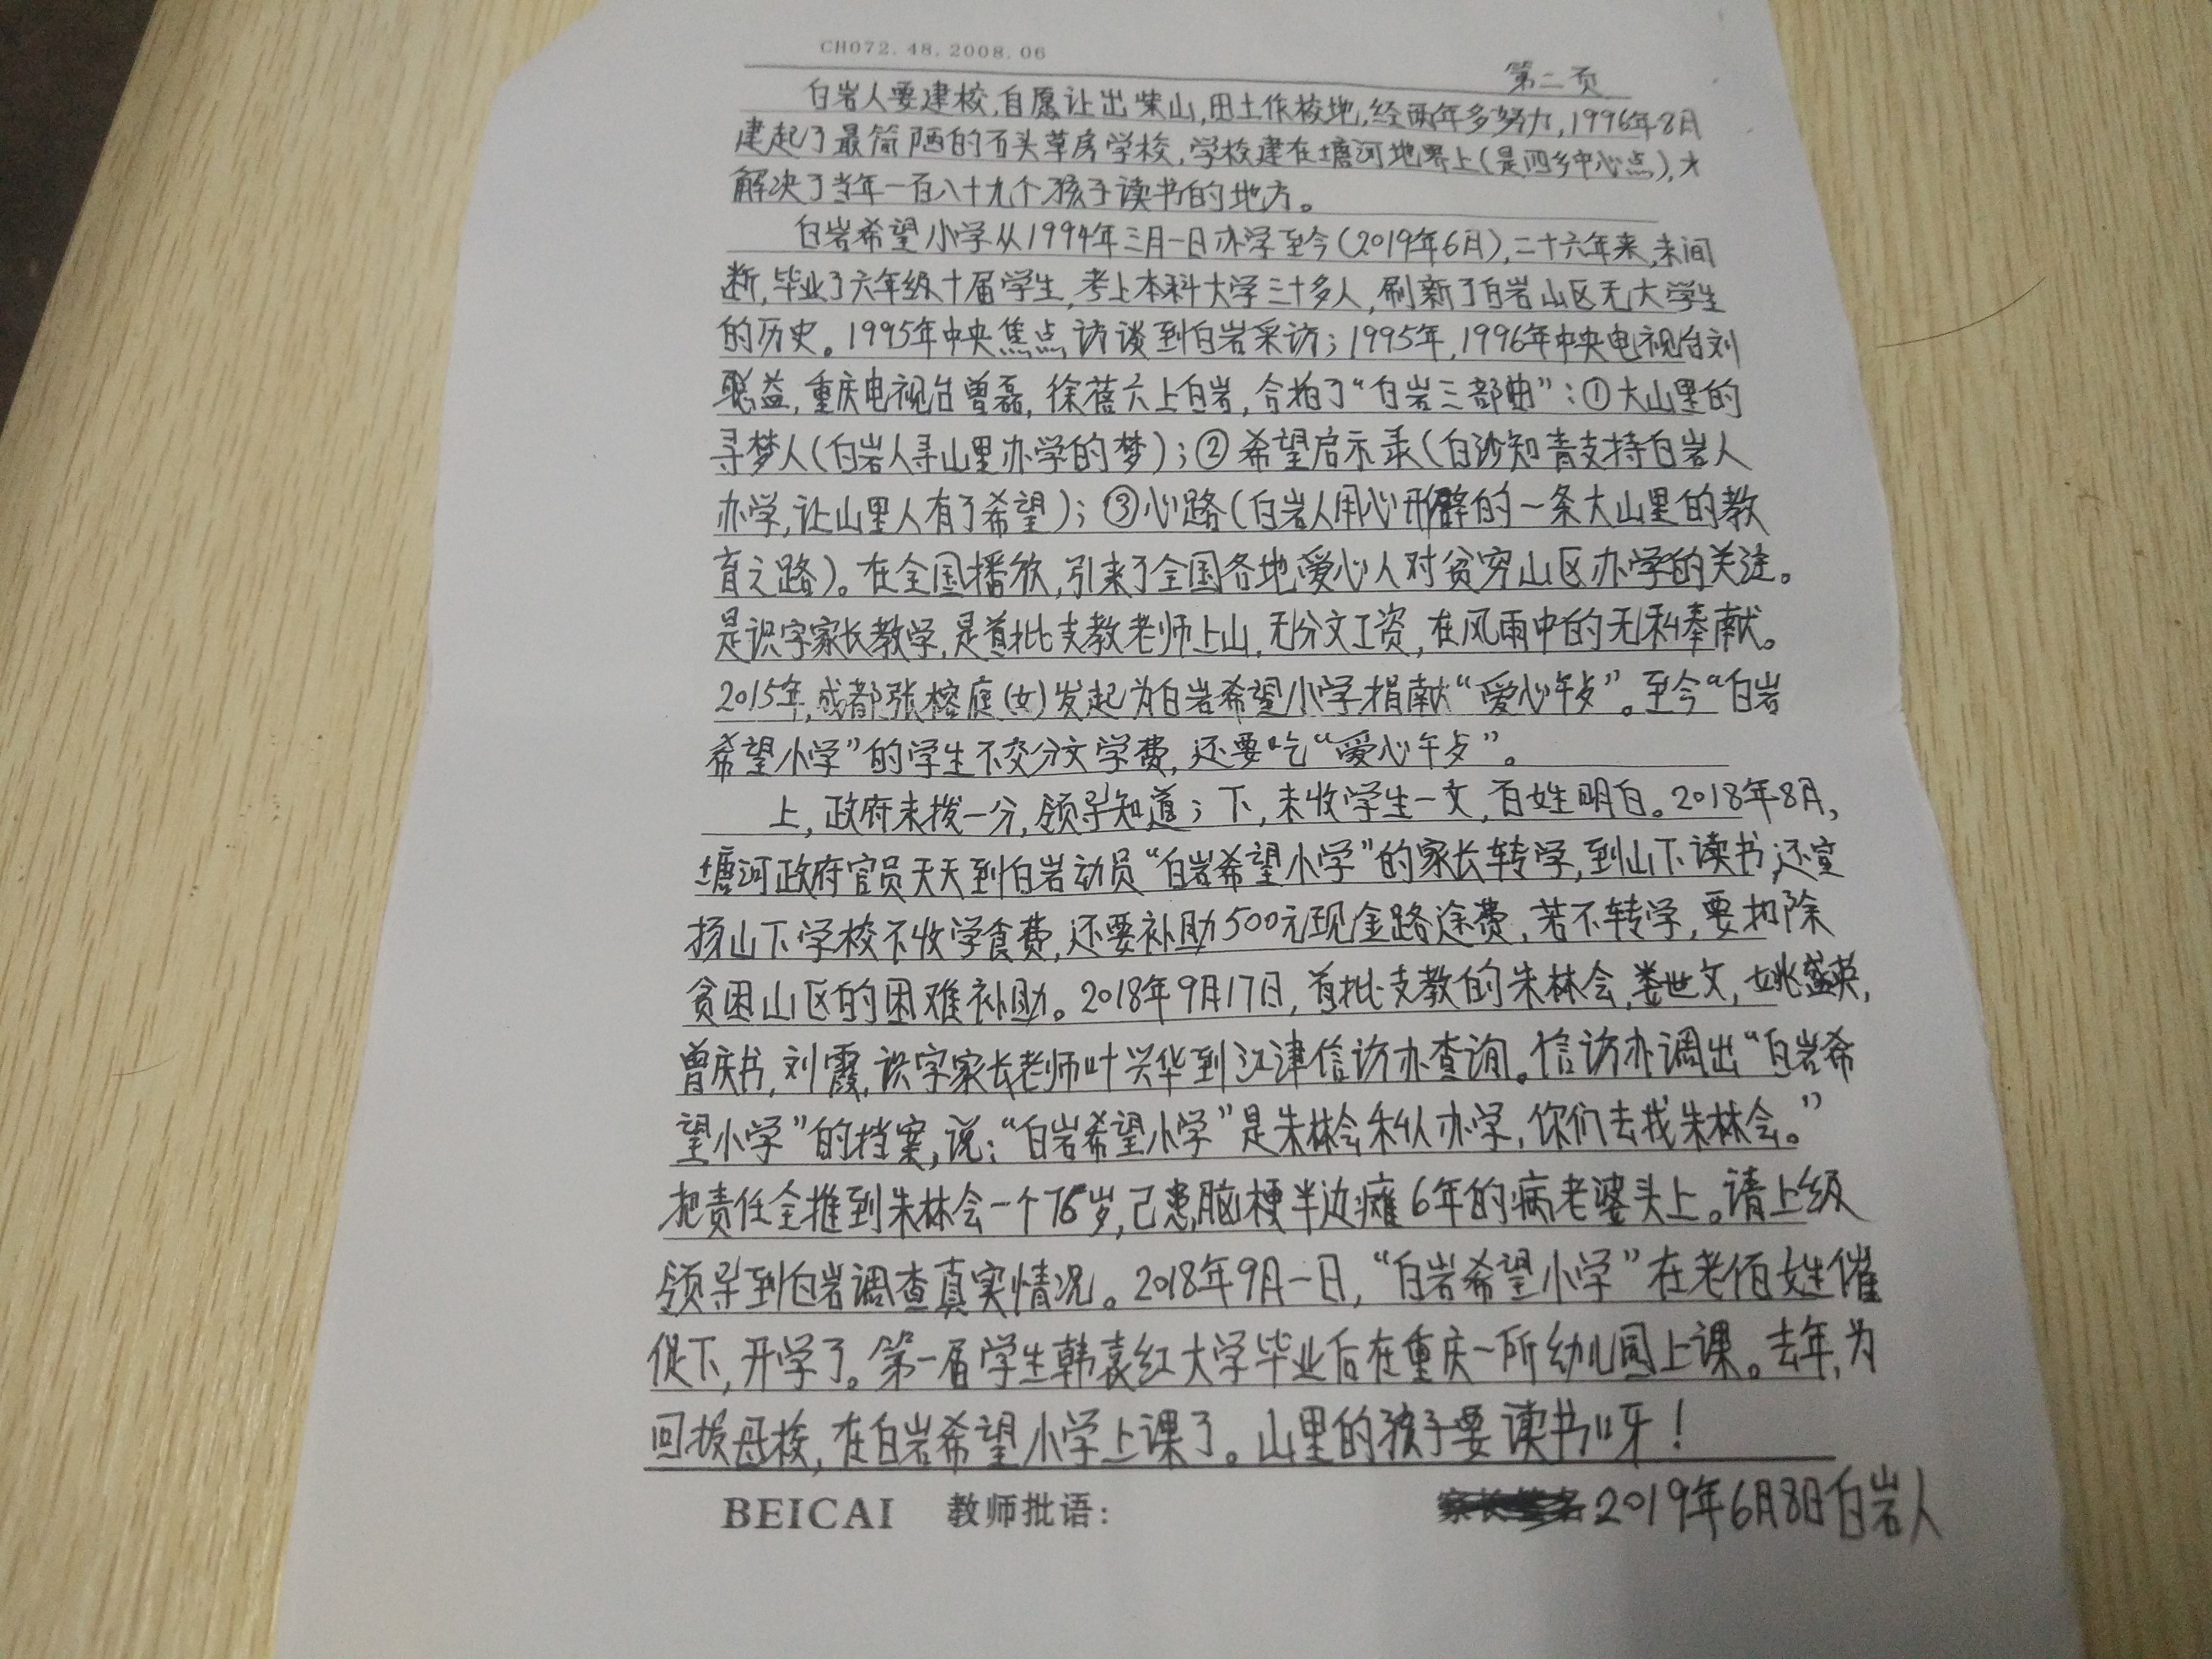 CH072.48.2008.06
第二页
白岩人要建校,自愿让出柴山,田土作校地,经两年多努力,1996年8月
建起了最简陋的石头草房学校,学校建在塘河地界上(是四乡中心点),才
解决了当年一百八十九个孩子读书的地方。
白岩希望小学从1994年三月一日办学至今(2019年6月),二十六年来,未间
断,毕业了六年级十届学生,考上本科大学三十多人,刷新了白岩山区无大学生
的历史。1995年中央焦点访谈到白岩采访;1995年,1996年中央电视台刘
聪益,重庆电视台曾磊,徐蓓六上白岩,合拍了“白岩三部曲”:①大山里的
寻梦人(白岩人寻山里办学的梦);②希望启示录(白沙知青支持白岩人
办学,让山里人有了希望);③心路(白岩人用心开辟的一条大山里的教
育之路)。在全国播放,引来了全国各地爱心人对贫穷山区办学的关注。
是识字家长教学,是首批支教老师上山,无分文工资,在风雨中的无私奉献。
2015年,成都张榕庭(女)发起为白岩希望小学捐献“爱心午歺”。至今“白岩
希望小学”的学生不交分文学费,还要吃“爱心午歺”。
上,政府未拨一分,领导知道;下,未收学生一文,百姓明白。2018年8月,
塘河政府官员天天到白岩动员“白岩希望小学”的家长转学,到山下读书,还宣
扬山下学校不收学食费,还要补助500元现金路途费,若不转学,要扣除
贫困山区的困难补助。2018年9月17日,首批支教的朱林会,娄世文,姚盛英,
曾庆书,刘霞,识字家长老师叶兴华到江津信访办查询。信访办调出“白岩希
望小学”的档案,说:“白岩希望小学”是朱林会私人办学,你们去找朱林会。”
把责任全推到朱林会一个76岁,己患脑梗半边瘫6年的病老婆头上。请上级
领导到白岩调查真实情况。2018年9月一日,“白岩希望小学”在老佰姓催
促下,开学了。第一届学生韩袁红大学毕业后在重庆一所幼儿园上课。去年,为
回报母校,在白岩希望小学上课了。山里的孩子要读书呀!
BEICAI 教师批语: 2019年6月8日白岩人